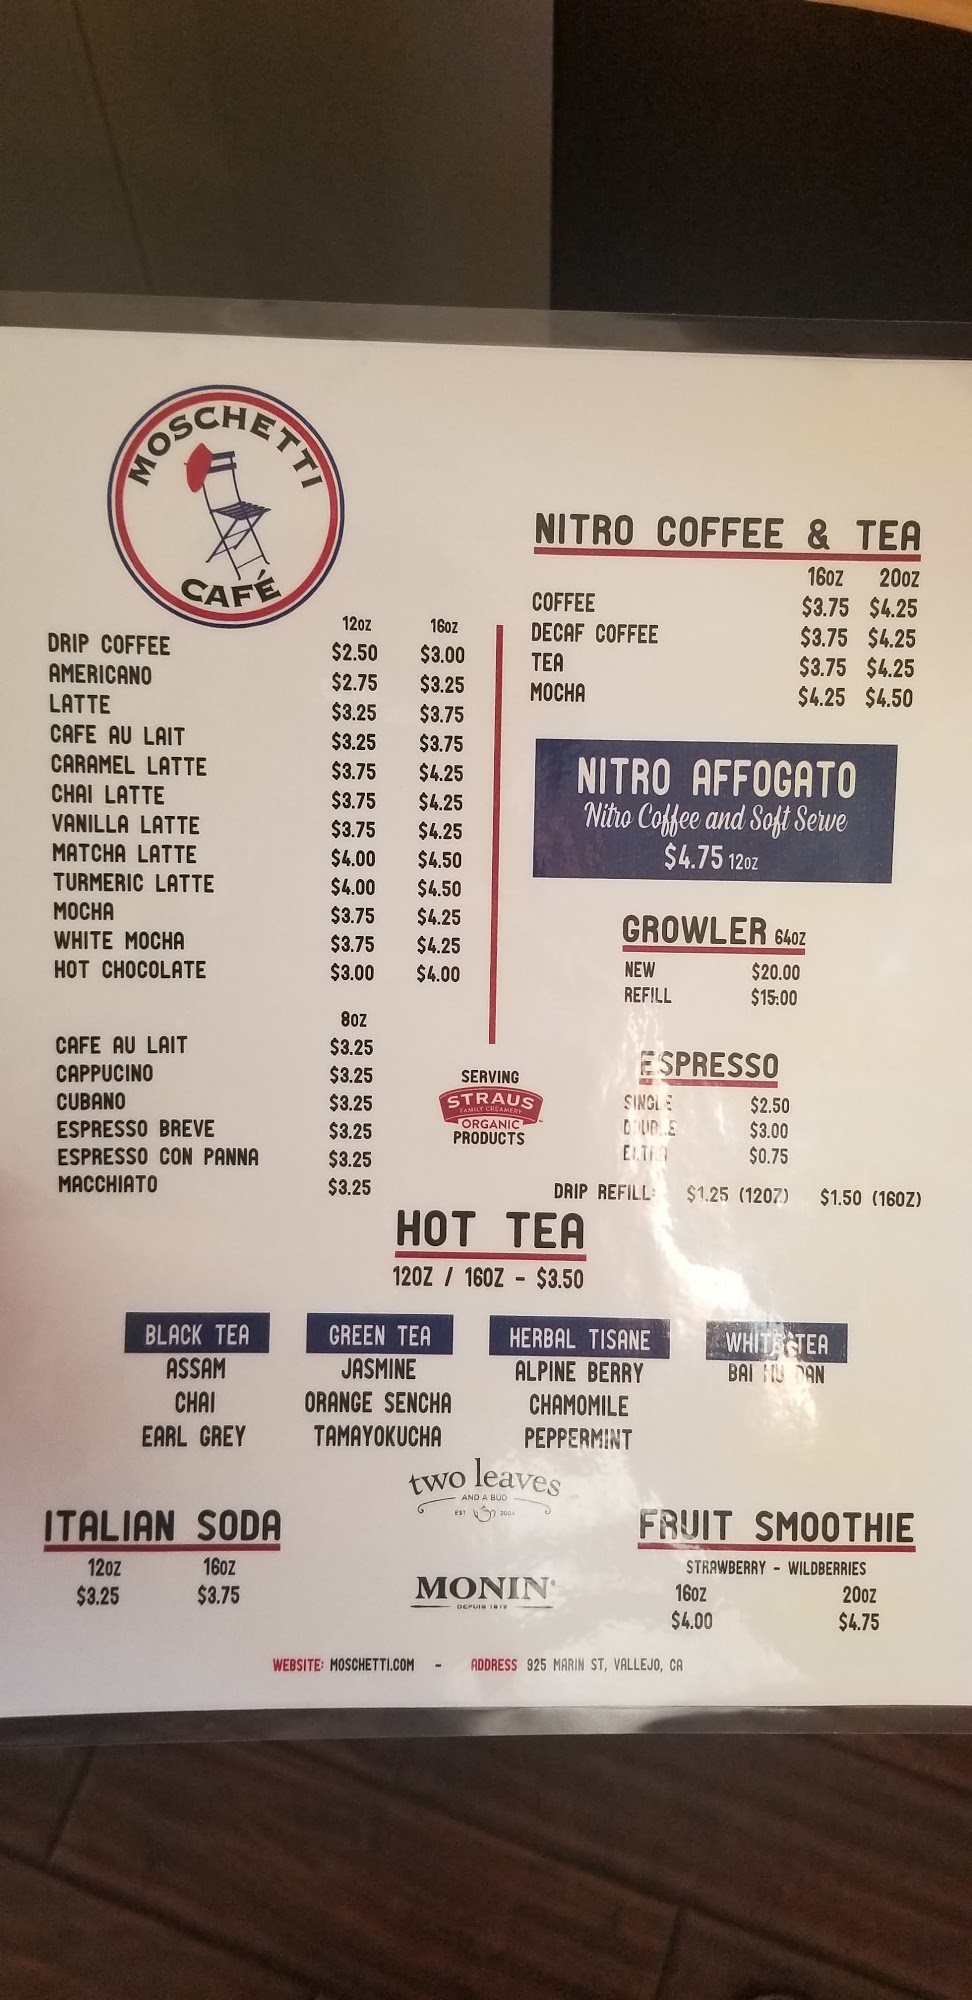 MOSCHETTI
CAFÉ
12OZ 16OZ
DRIP COFFEE $2.50 $3.00
AMERICANO $2.75 $3.25
LATTE $3.25 $3.75
CAFE AU LAIT $3.25 $3.75
CARAMEL LATTE $3.75 $4.25
CHAI LATTE $3.75 $4.25
VANILLA LATTE $3.75 $4.25
MATCHA LATTE $4.00 $4.50
TURMERIC LATTE $4.00 $4.50
MOCHA $3.75 $4.25
WHITE MOCHA $3.75 $4.25
HOT CHOCOLATE $3.00 $4.00
8OZ
CAFE AU LAIT $3.25
CAPPUCINO $3.25
CUBANO $3.25
ESPRESSO BREVE $3.25
ESPRESSO CON PANNA $3.25
MACCHIATO $3.25
SERVING
STRAUS
FAMILY CREAMERY
ORGANIC
PRODUCTS
NITRO COFFEE & TEA
16OZ 20OZ
COFFEE $3.75 $4.25
DECAF COFFEE $3.75 $4.25
TEA $3.75 $4.25
MOCHA $4.25 $4.50
NITRO AFFOGATO
Nitro Coffee and Soft Serve
$4.75 12OZ
GROWLER 64OZ
NEW $20.00
REFILL $15.00
ESPRESSO
SINGLE $2.50
DOUBLE $3.00
EXTRA $0.75
DRIP REFILL: $1.25 (12OZ) $1.50 (16OZ)
HOT TEA
12OZ / 16OZ - $3.50
BLACK TEA
ASSAM
CHAI
EARL GREY
GREEN TEA
JASMINE
ORANGE SENCHA
TAMAYOKUCHA
HERBAL TISANE
ALPINE BERRY
CHAMOMILE
PEPPERMINT
WHITE TEA
BAI MU DAN
two leaves
AND A BUD
EST 2004
ITALIAN SODA
12OZ 16OZ
$3.25 $3.75
MONIN
DEPUIS 1912
FRUIT SMOOTHIE
STRAWBERRY - WILDBERRIES
16OZ 20OZ
$4.00 $4.75
WEBSITE: MOSCHETTI.COM - ADDRESS 925 MARIN ST, VALLEJO, CA